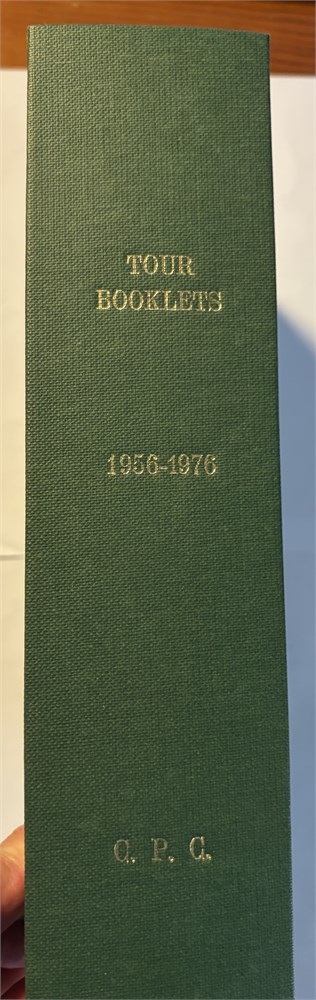 TOUR
BOOKLETS
1956-1976
C. P. C.